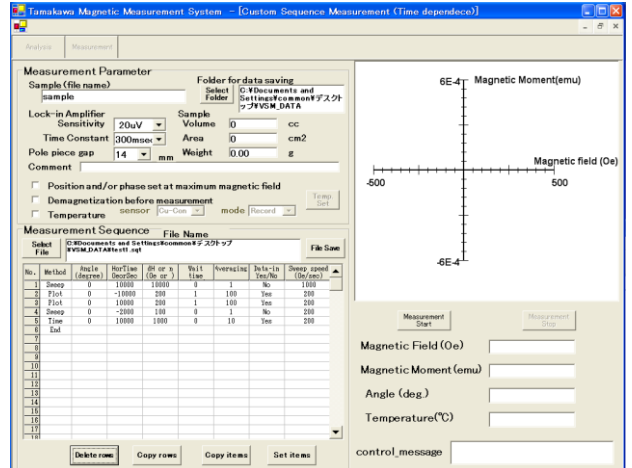 Tamakawa Magnetic Measurement System - [Custom Sequence Measurement (Time dependece)]
Analysis Measurement
Measurement Parameter
Sample (file name)
sample
Folder for data saving
Select Folder
C:¥Documents and
Settings¥common¥デスクト
ップ¥VSM_DATA
Lock-in Amplifier
Sensitivity 20uV
Time Constant 300msec
Pole piece gap 14 mm
Sample
Volume 0 cc
Area 0 cm2
Weight 0.00 g
Comment
Position and/or phase set at maximum magnetic field
Demagnetization before measurement
Temperature sensor Cu-Con mode Record
Temp. Set
Measurement Sequence File Name
Select File
C:¥Documents and Settings¥common¥デスクトップ
¥VSM_DATA¥test1.sqt
File Save
No. Method Angle (degree) HorTime OeorSec dH or n (Oe or ) Wait time Averaging Data-in Yes/No Sweep speed (Oe/sec)
1 Sweep 0 10000 10000 0 1 No 1000
2 Plot 0 -10000 200 1 100 Yes 200
3 Plot 0 10000 200 1 100 Yes 200
4 Sweep 0 -2000 100 0 1 No 200
5 Time 0 10000 1000 0 10 Yes 200
6 End
7
8
9
10
11
12
13
14
15
16
17
18
Delete rows Copy rows Copy items Set items
6E-4
Magnetic Moment(emu)
Magnetic field (Oe)
-500 500
-6E-4
Measurement Start
Measurement Stop
Magnetic Field (Oe)
Magnetic Moment(emu)
Angle (deg.)
Temperature(℃)
control_message